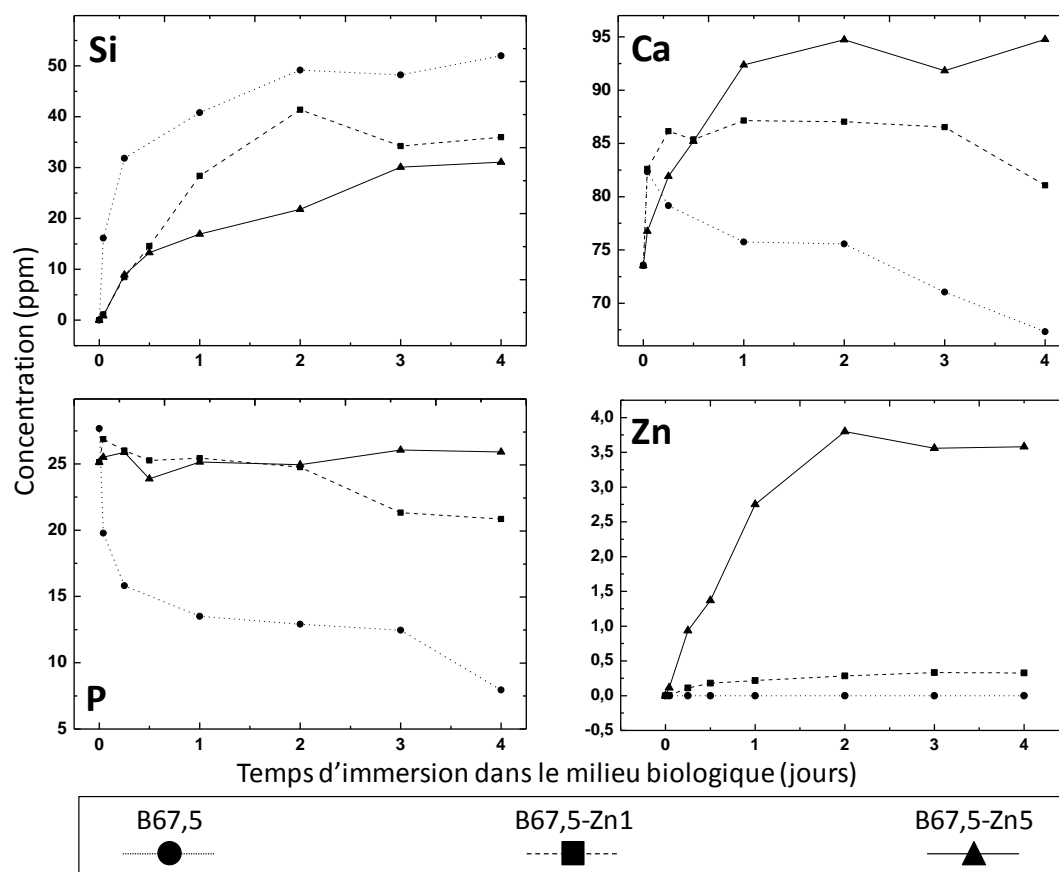 Si
50
40
30
20
10
0
0 1 2 3 4
Ca
95
90
85
80
75
70
0 1 2 3 4
Concentration (ppm)
P
25
20
15
10
5
0 1 2 3 4
Zn
4,0
3,5
3,0
2,5
2,0
1,5
1,0
0,5
0,0
-0,5
0 1 2 3 4
Temps d’immersion dans le milieu biologique (jours)
B67,5 B67,5-Zn1 B67,5-Zn5